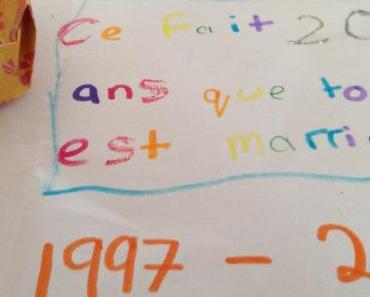 Ce Fait 20
ans que to
est marri
1997 - 2